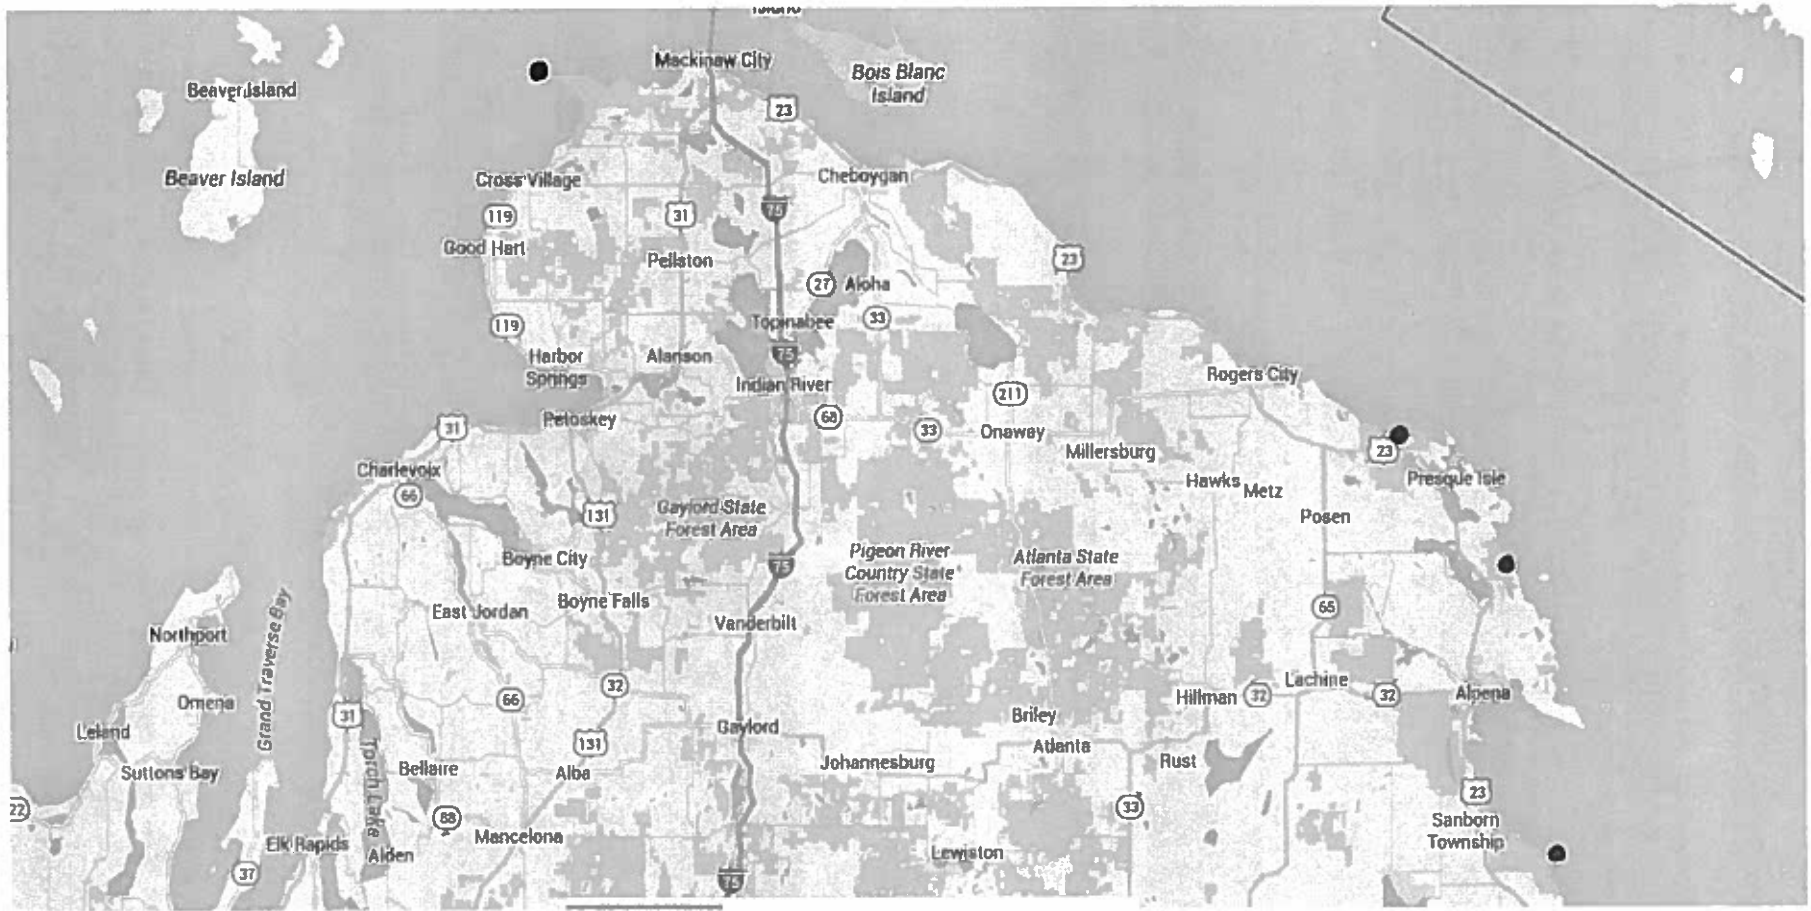 Island
Mackinaw City
Bois Blanc
Island
Beaver Island
23
Beaver Island
Cross Village
Cheboygan
119
31
75
Good Hart
Pellston
23
27
Aloha
119
Topinabee
33
75
Harbor
Springs
Alanson
Indian River
Rogers City
211
Petoskey
68
31
33
Onaway
23
Millersburg
Charlevoix
66
Presque Isle
Hawks
Metz
131
Gaylord State
Forest Area
Posen
Boyne City
Pigeon River
Country State
Forest Area
Atlanta State
Forest Area
75
East Jordan
Boyne Falls
65
Vanderbilt
Northport
Grand Traverse Bay
Lachine
32
66
Hillman
32
32
Alpena
Omena
31
Briley
Leland
Gaylord
131
Atlanta
Torch Lake
Bellaire
Alba
Johannesburg
Rust
Suttons Bay
22
88
33
23
Mancelona
Sanborn
Township
Elk Rapids
Alden
Lewiston
37
75